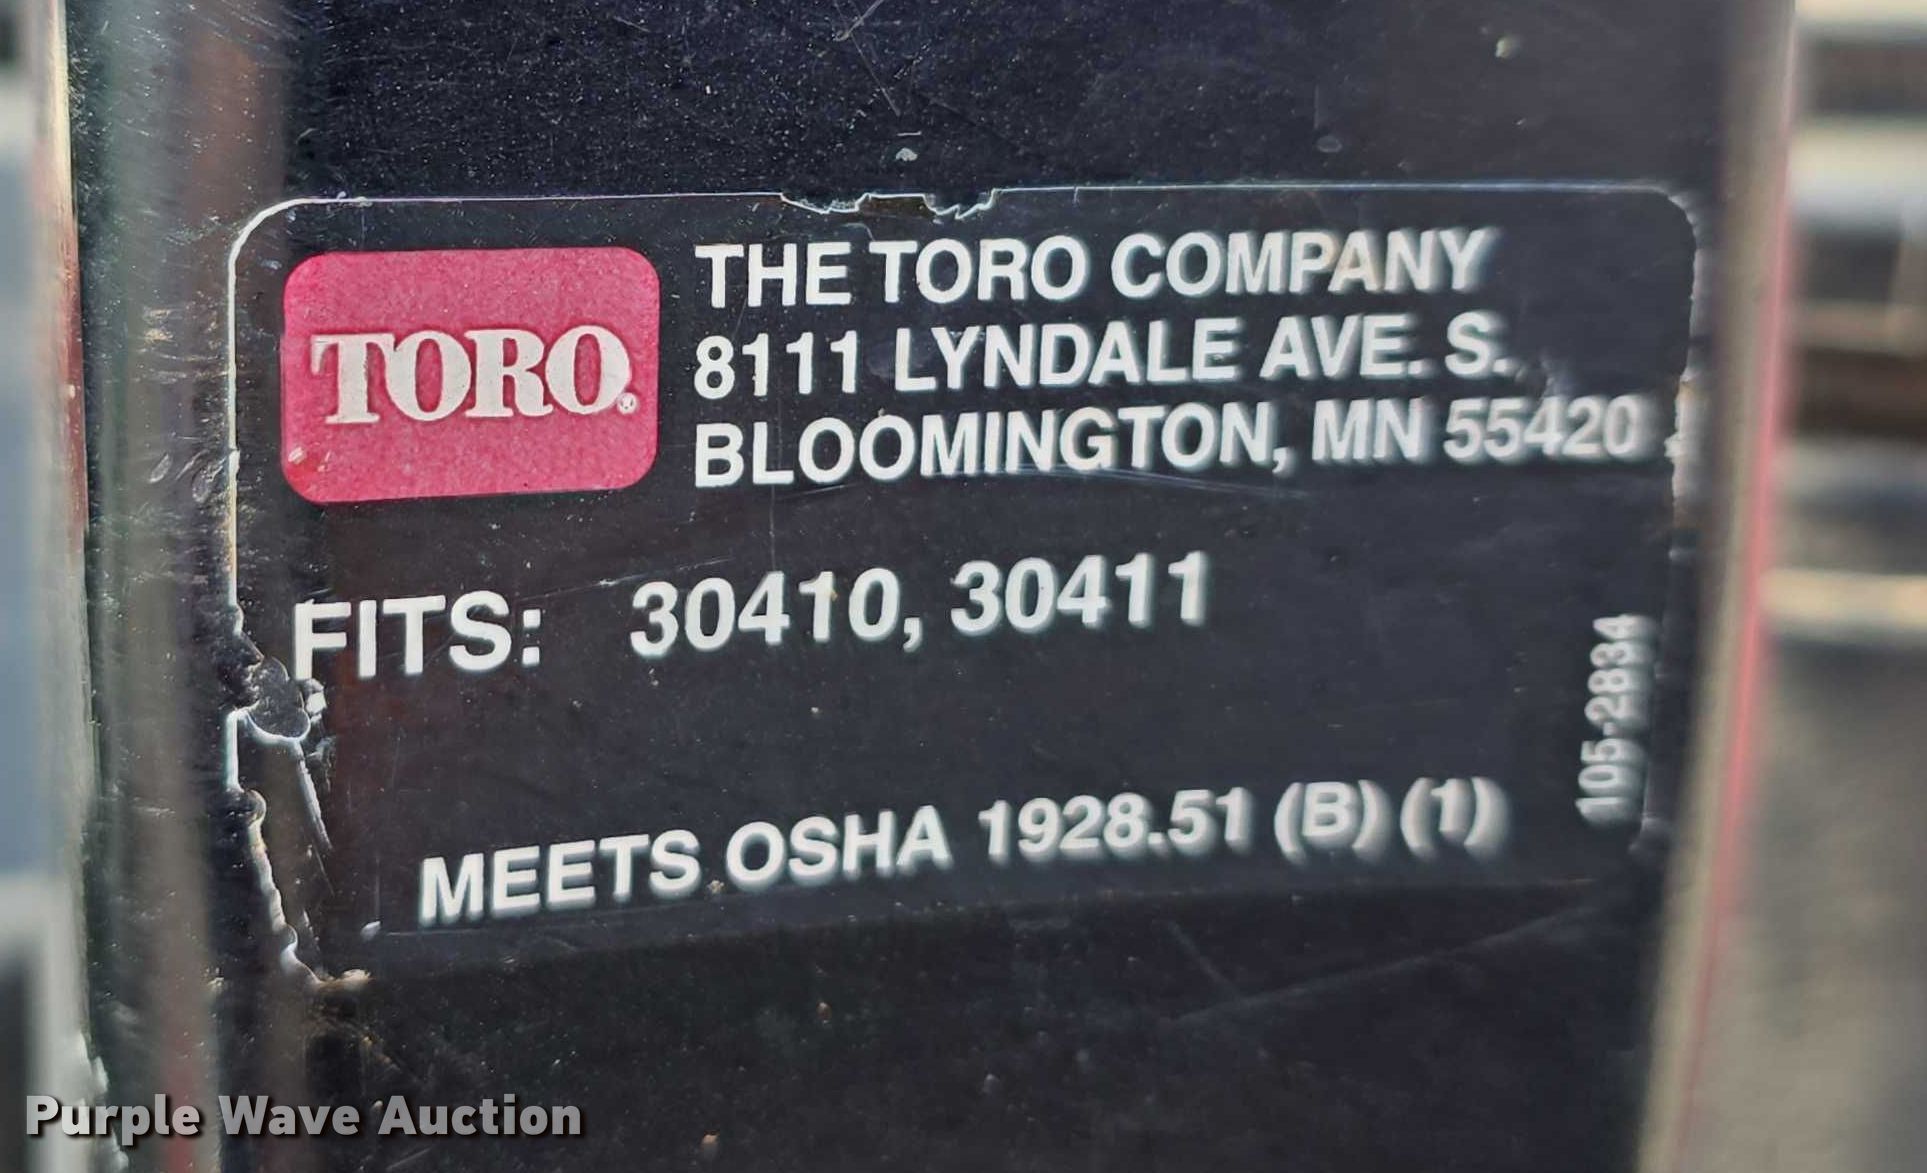 TORO®
THE TORO COMPANY
8111 LYNDALE AVE. S.
BLOOMINGTON, MN 55420
FITS: 30410, 30411
105-2834
MEETS OSHA 1928.51 (B) (1)
Purple Wave Auction